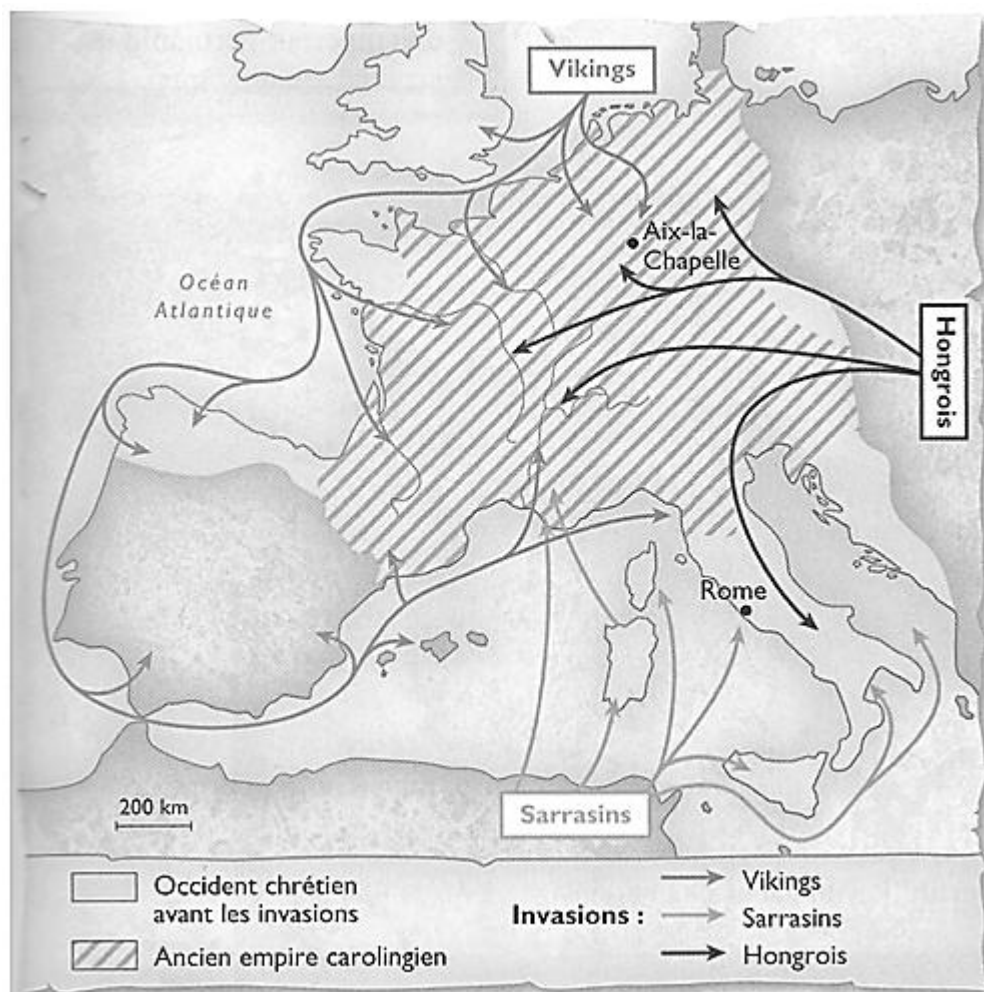 Vikings
Aix-la-
Chapelle
Océan
Atlantique
Hongrois
Rome
200 km
Sarrasins
Occident chrétien
avant les invasions
Ancien empire carolingien
Invasions :
Vikings
Sarrasins
Hongrois